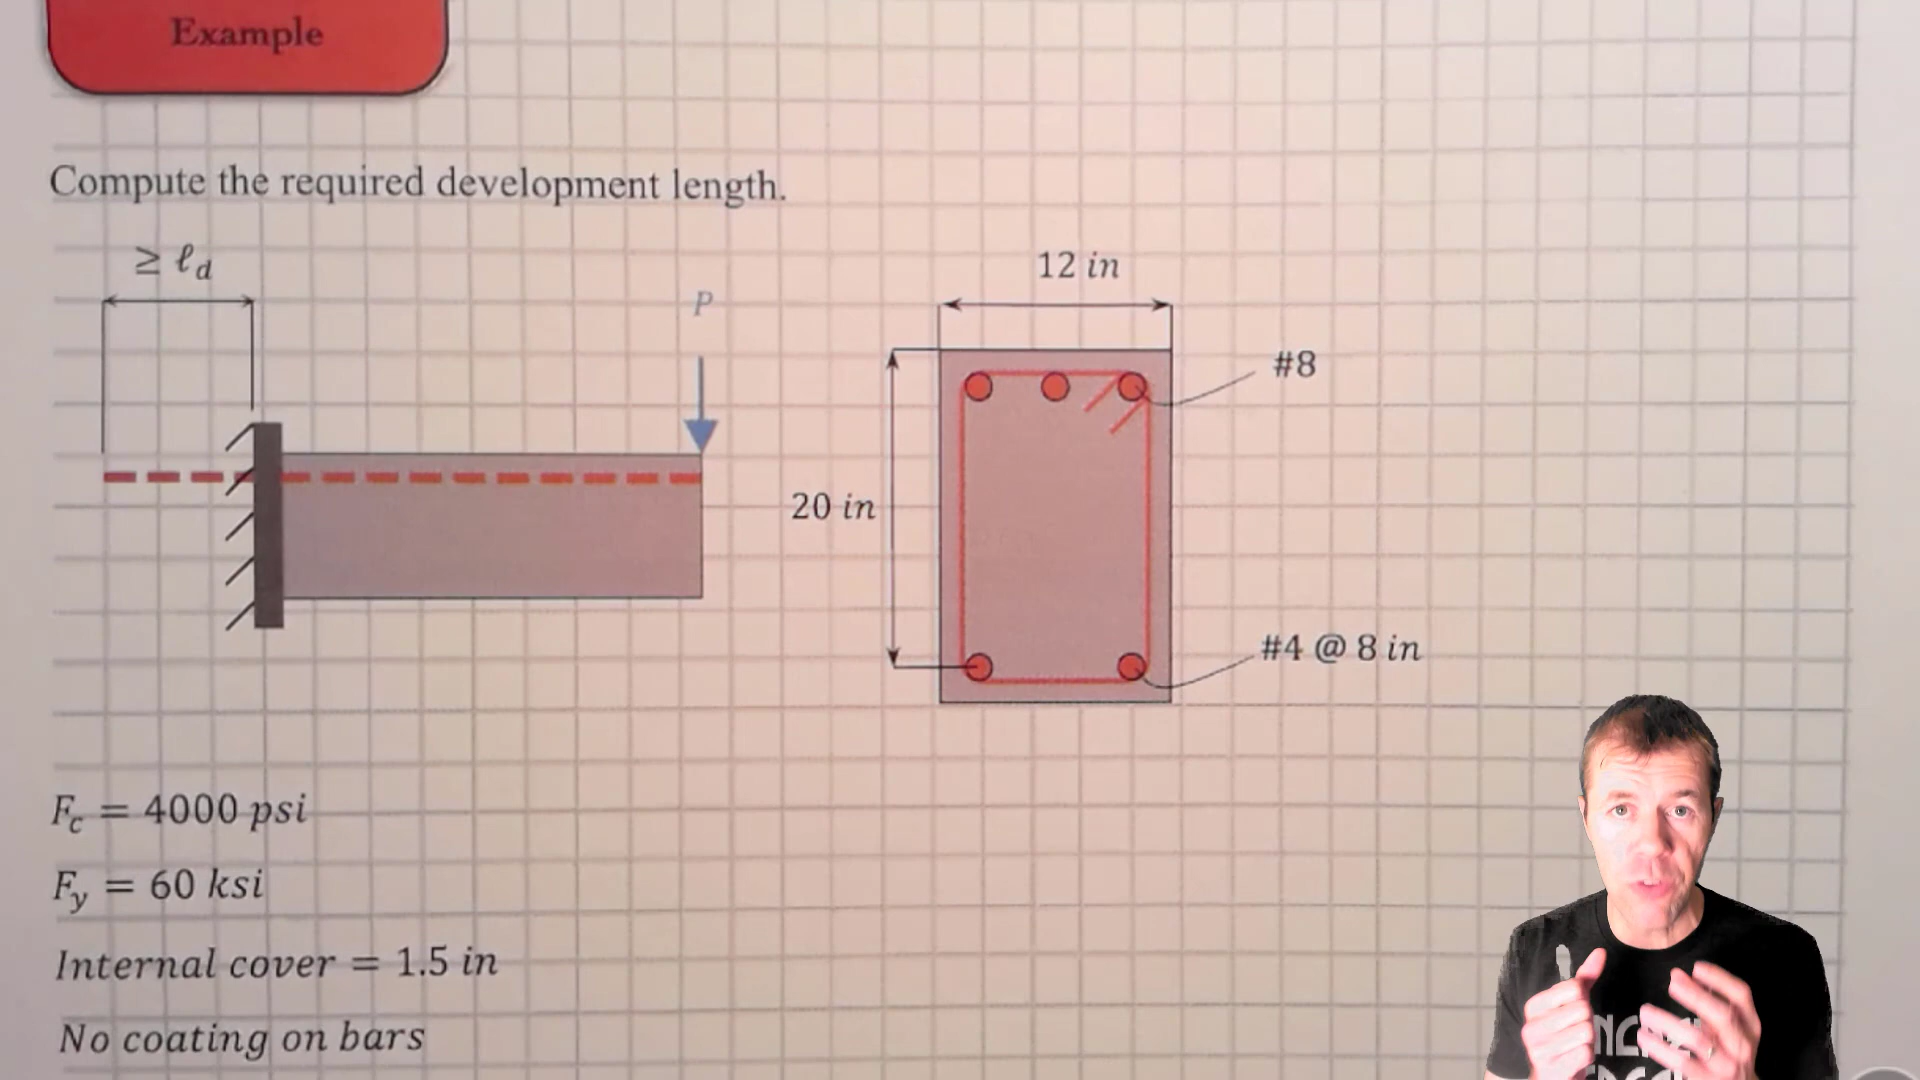 Example
Compute the required development length.
≥ ℓd
P
12 in
#8
20 in
#4 @ 8 in
Fc = 4000 psi
Fy = 60 ksi
Internal cover = 1.5 in
No coating on bars